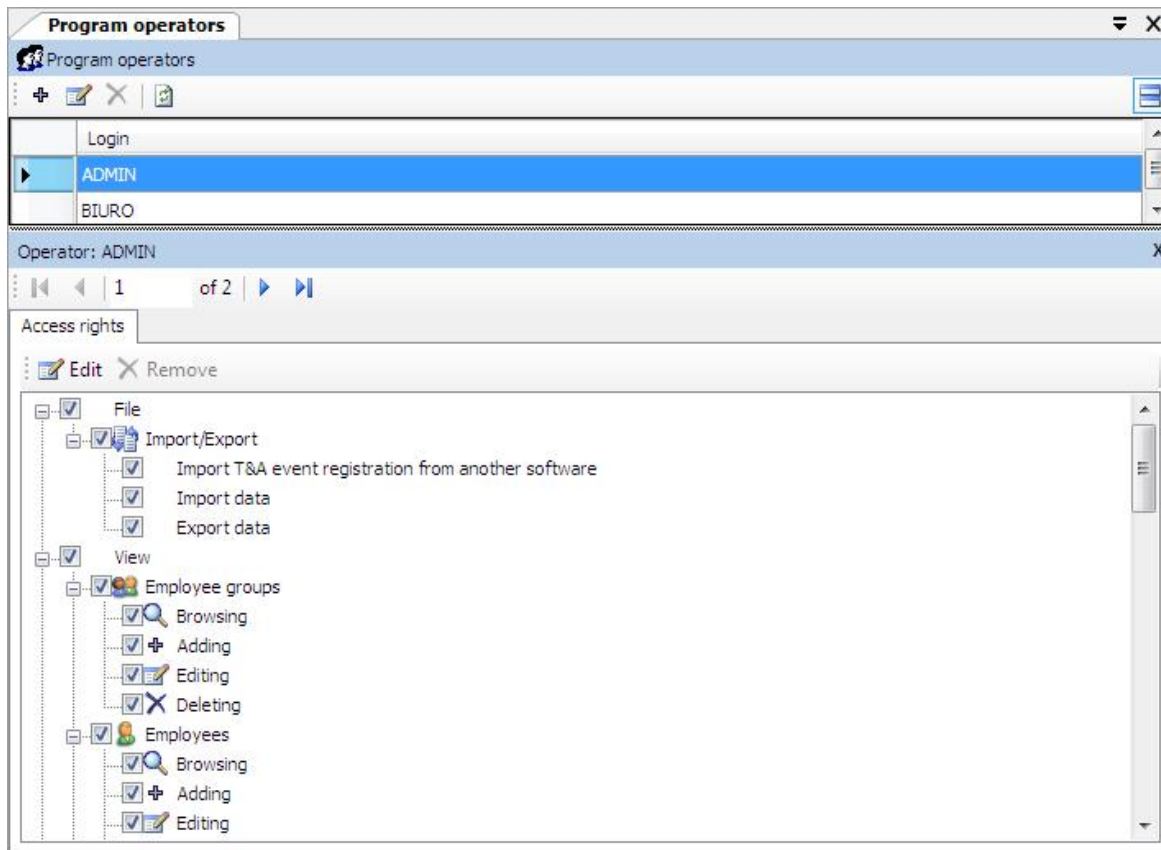 Program operators
Program operators
Login
ADMIN
BIURO
Operator: ADMIN
1 of 2
Access rights
Edit Remove
File
Import/Export
Import T&A event registration from another software
Import data
Export data
View
Employee groups
Browsing
Adding
Editing
Deleting
Employees
Browsing
Adding
Editing